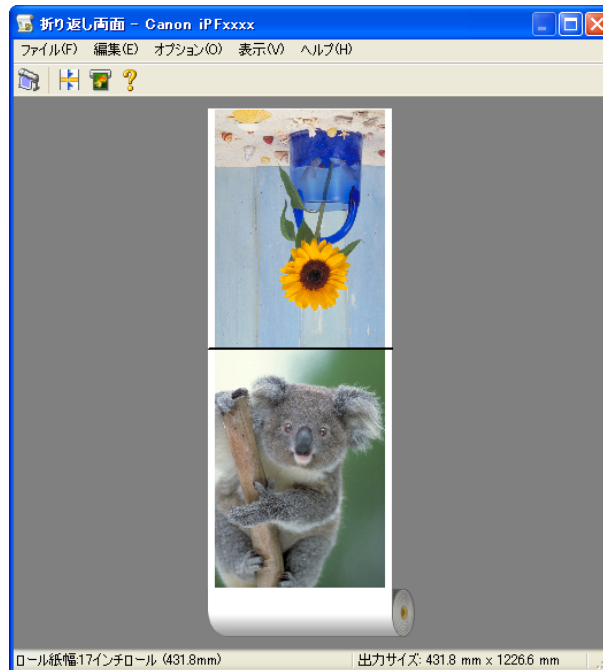 折り返し両面 - Canon iPFxxxx
ファイル(F) 編集(E) オプション(O) 表示(V) ヘルプ(H)
ロール紙幅:17インチロール (431.8mm) 出力サイズ: 431.8 mm x 1226.6 mm